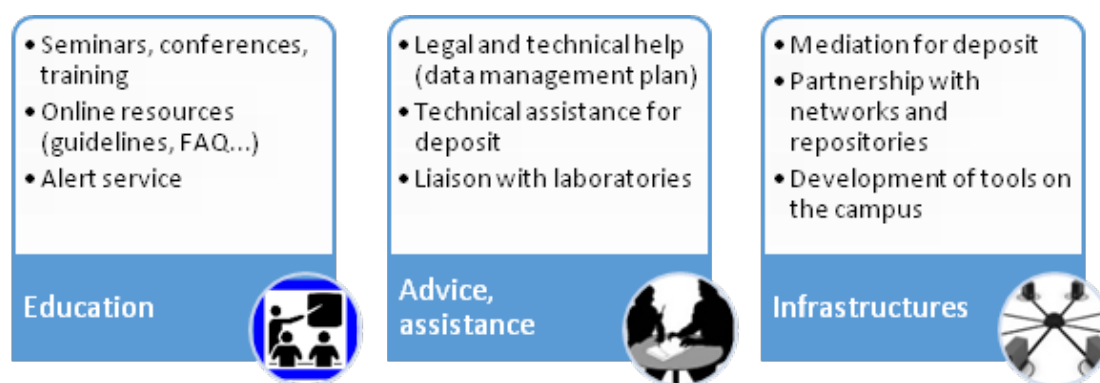 • Seminars, conferences,
training
• Online resources
(guidelines, FAQ...)
• Alert service
Education
• Legal and technical help
(data management plan)
• Technical assistance for
deposit
• Liaison with laboratories
Advice,
assistance
• Mediation for deposit
• Partnership with
networks and
repositories
• Development of tools on
the campus
Infrastructures